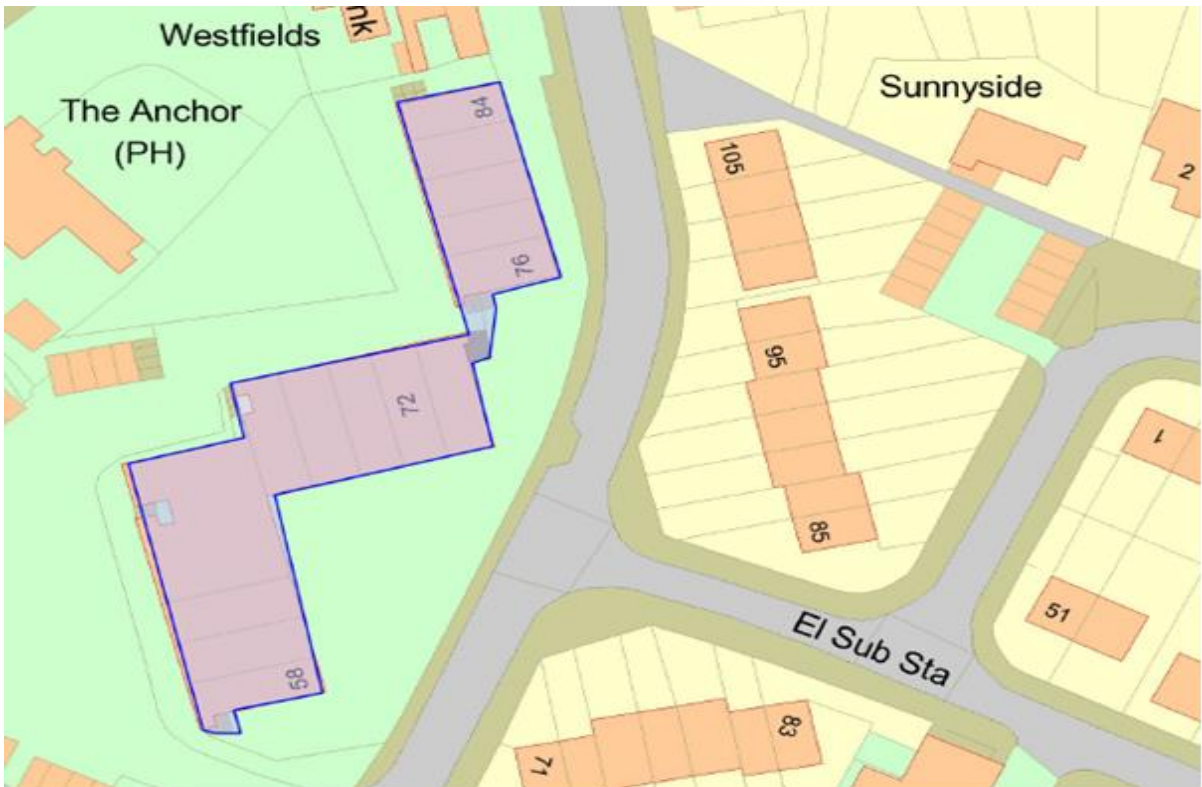 Westfields
nk
The Anchor
(PH)
84
76
72
58
105
95
85
Sunnyside
2
1
51
El Sub Sta
71
83